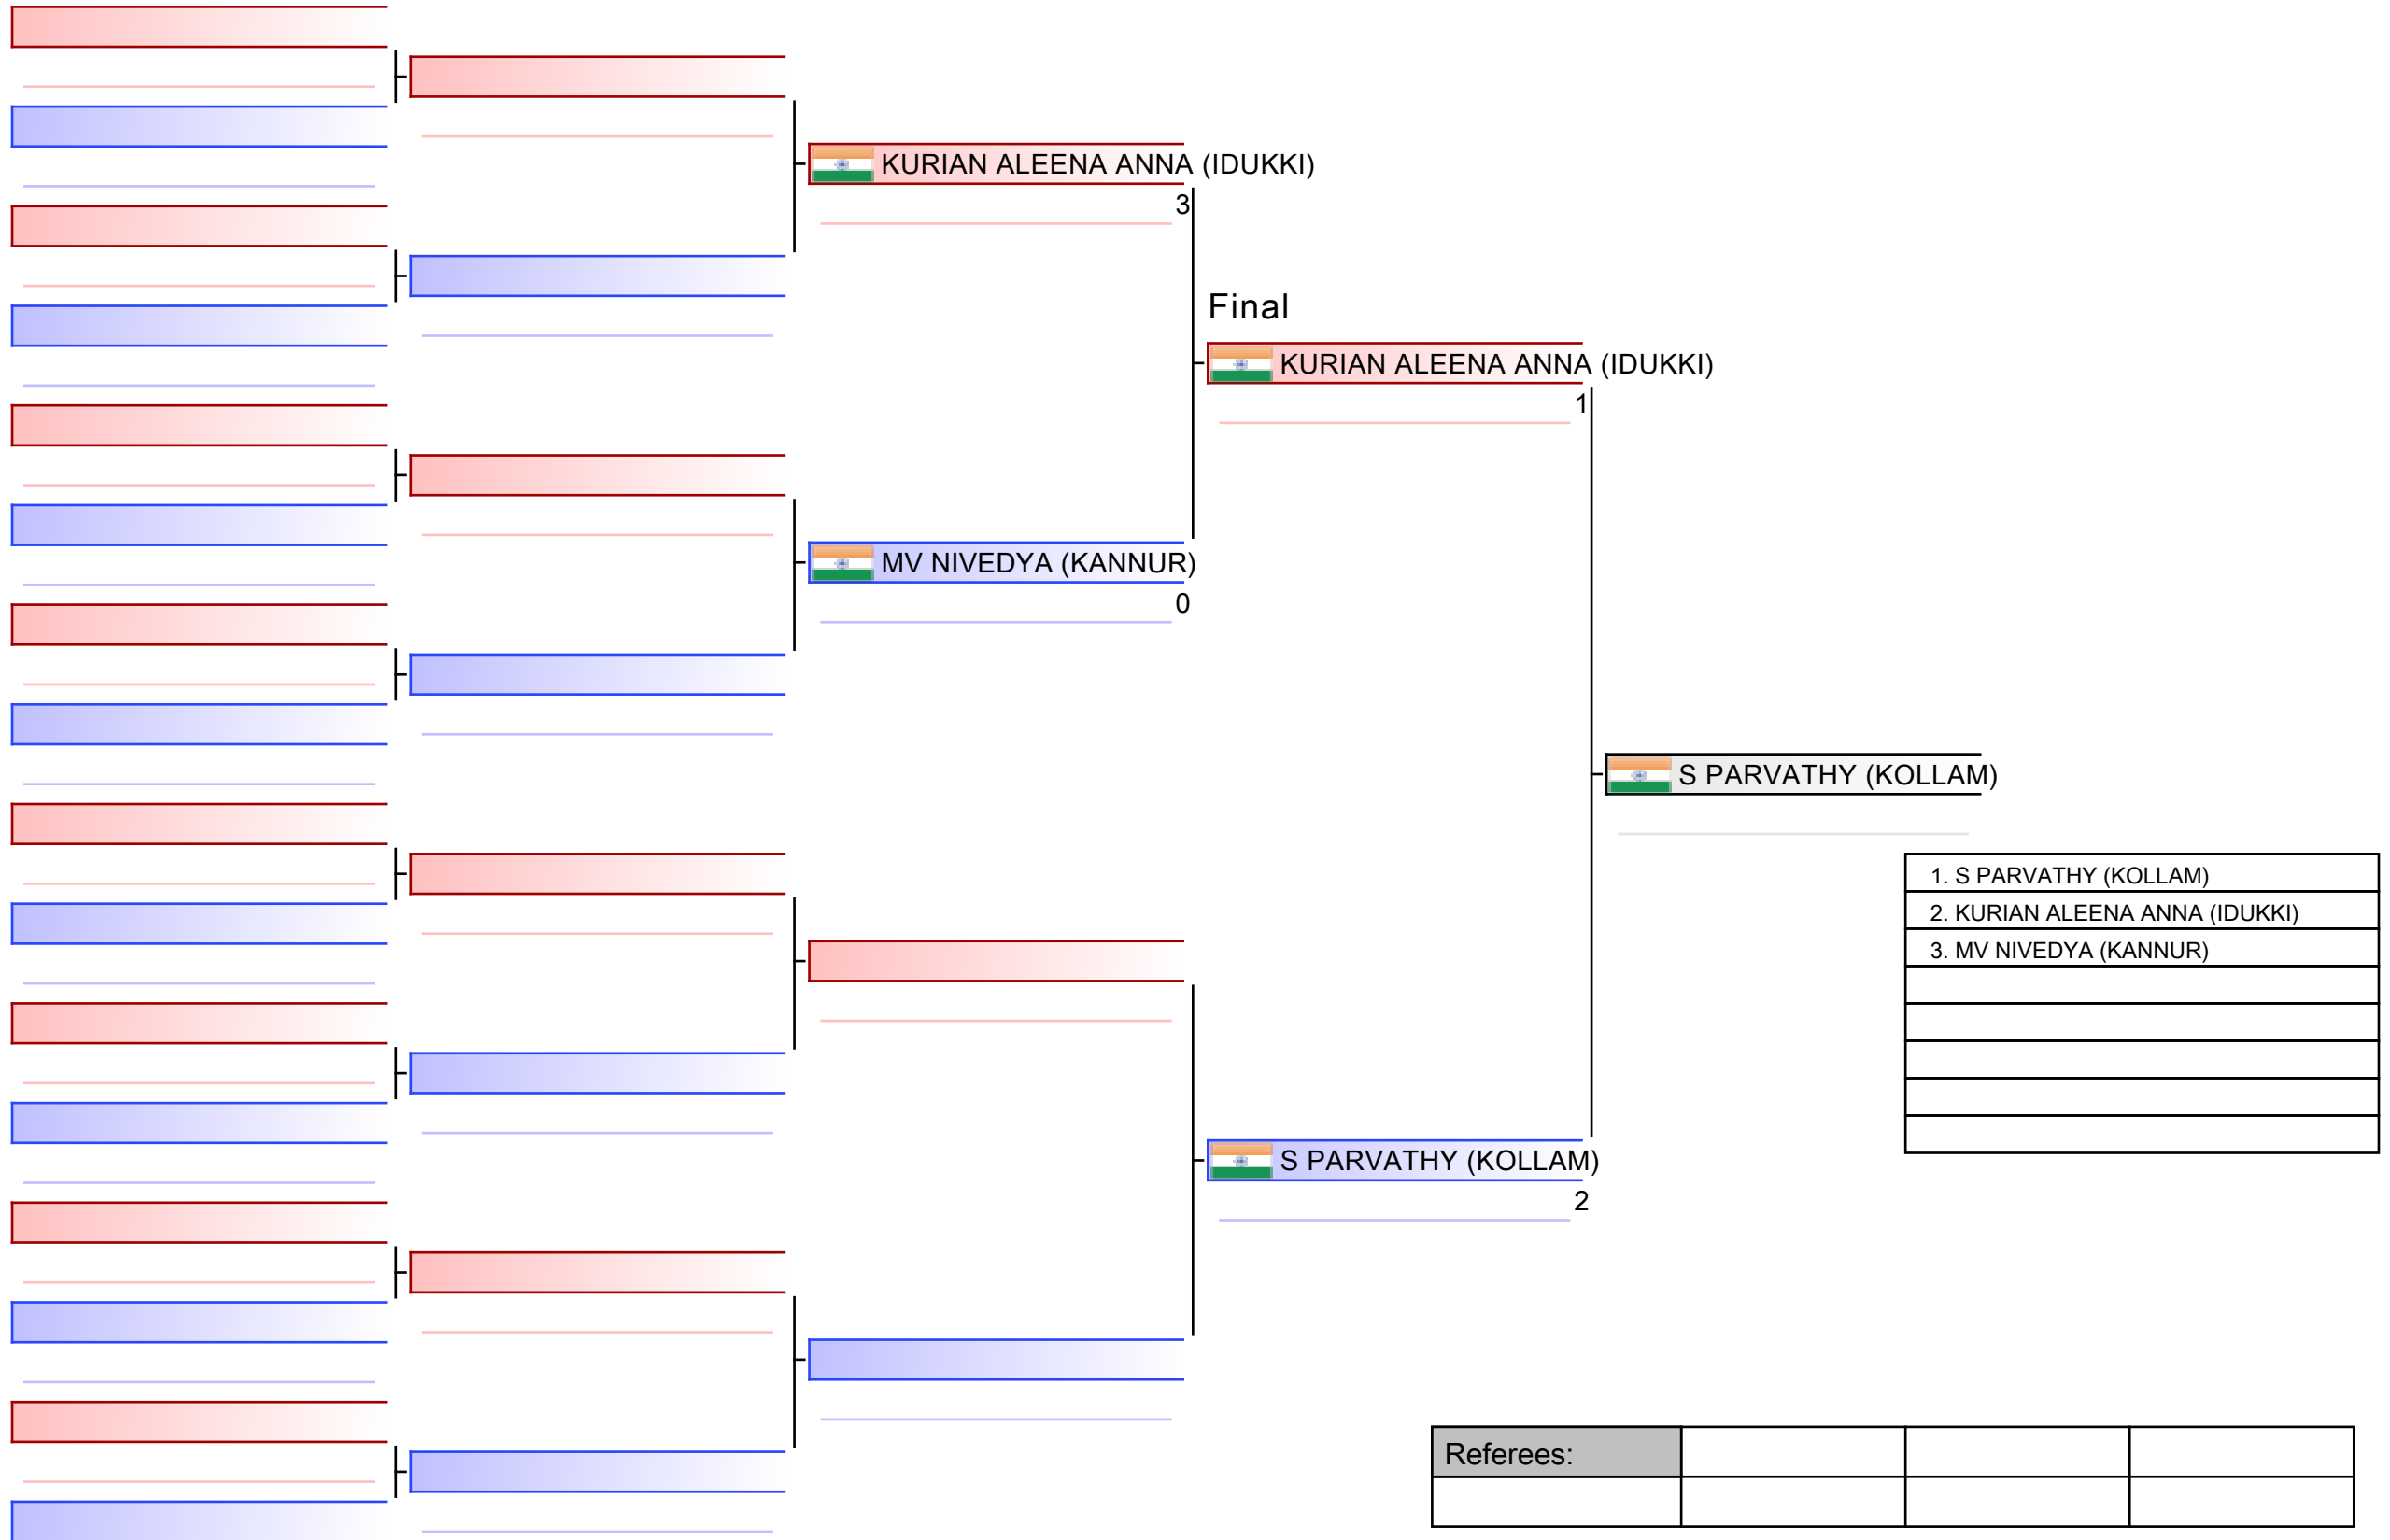 KURIAN ALEENA ANNA (IDUKKI)
3
Final
KURIAN ALEENA ANNA (IDUKKI)
1
MV NIVEDYA (KANNUR)
0
S PARVATHY (KOLLAM)
1. S PARVATHY (KOLLAM)
2. KURIAN ALEENA ANNA (IDUKKI)
3. MV NIVEDYA (KANNUR)
S PARVATHY (KOLLAM)
2
Referees: